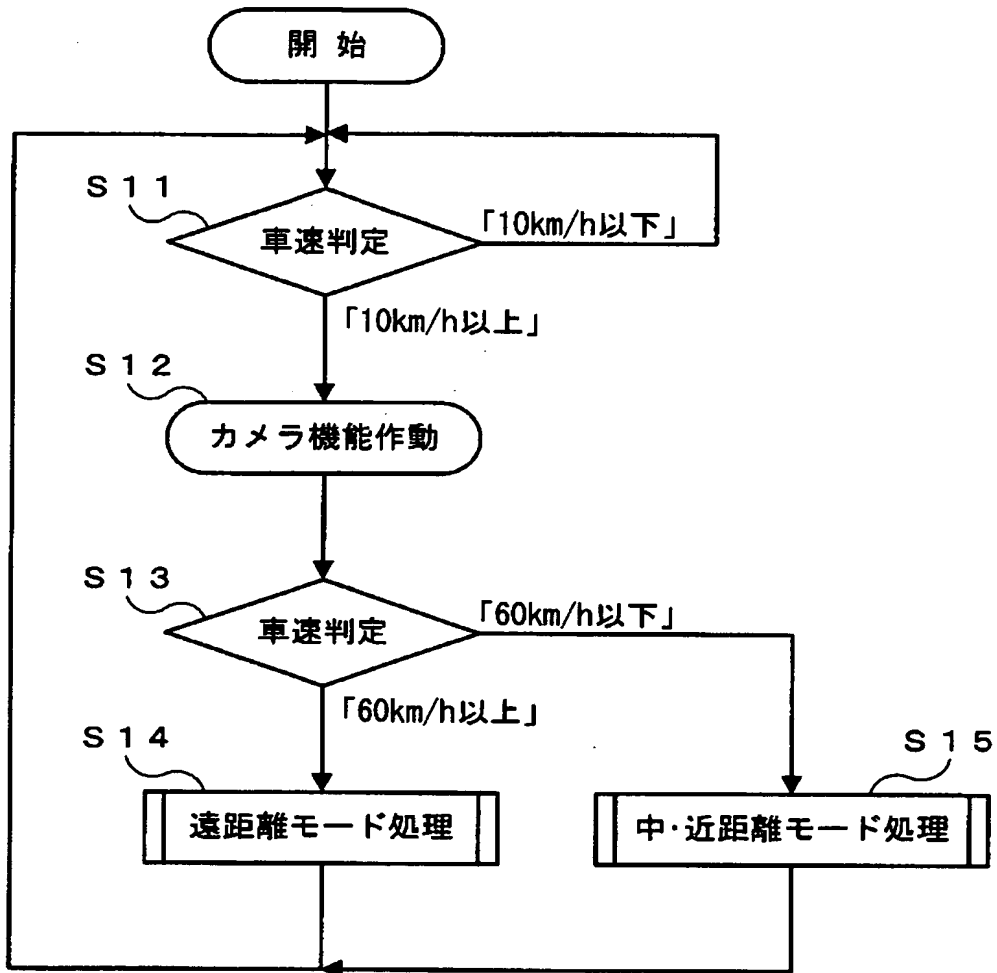 開始
S11
車速判定
「10km/h以下」
「10km/h以上」
S12
カメラ機能作動
S13
車速判定
「60km/h以下」
「60km/h以上」
S14
遠距離モード処理
S15
中・近距離モード処理